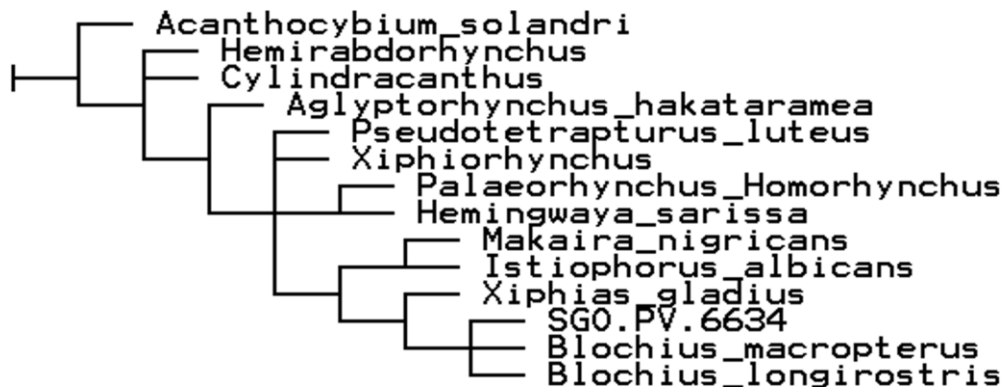 Acanthocybium_solandri
Hemirabdorhynchus
Cylindracanthus
Aglyptorhynchus_hakataramea
Pseudotetrapturus_luteus
Xiphiorhynchus
Palaeorhynchus_Homorhynchus
Hemingwaya_sarissa
Makaira_nigricans
Istiophorus_albicans
Xiphias_gladius
SGO.PV.6634
Blochius_macropterus
Blochius_longirostris